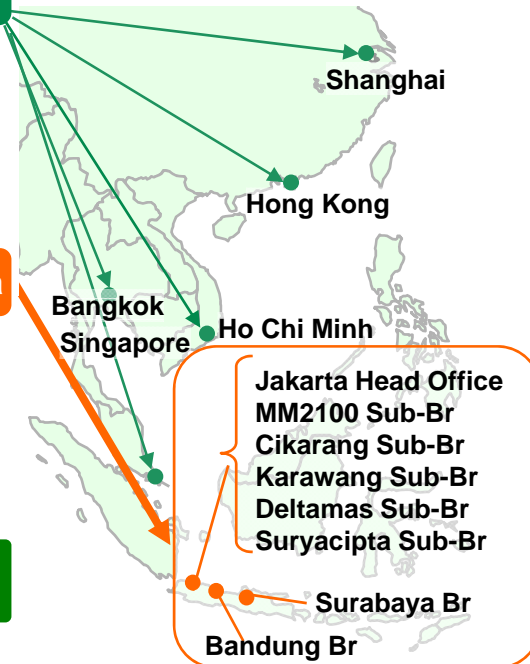 Shanghai
Hong Kong
Bangkok
Ho Chi Minh
Singapore
Jakarta Head Office
MM2100 Sub-Br
Cikarang Sub-Br
Karawang Sub-Br
Deltamas Sub-Br
Suryacipta Sub-Br
Surabaya Br
Bandung Br